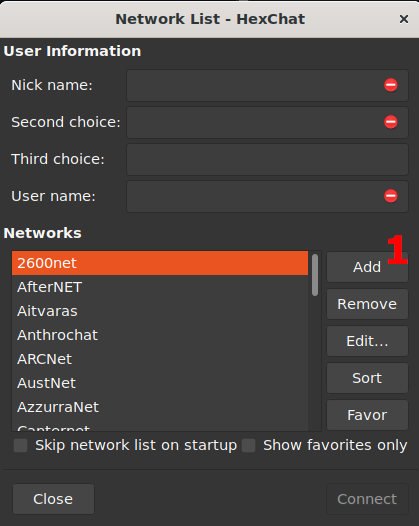 Network List - HexChat
User Information
Nick name:
Second choice:
Third choice:
User name:
Networks
1
2600net
Add
AfterNET
Aitvaras
Remove
Anthrochat
Edit...
ARCNet
AustNet
Sort
AzzurraNet
Favor
Canternet
Skip network list on startup
Show favorites only
Close
Connect